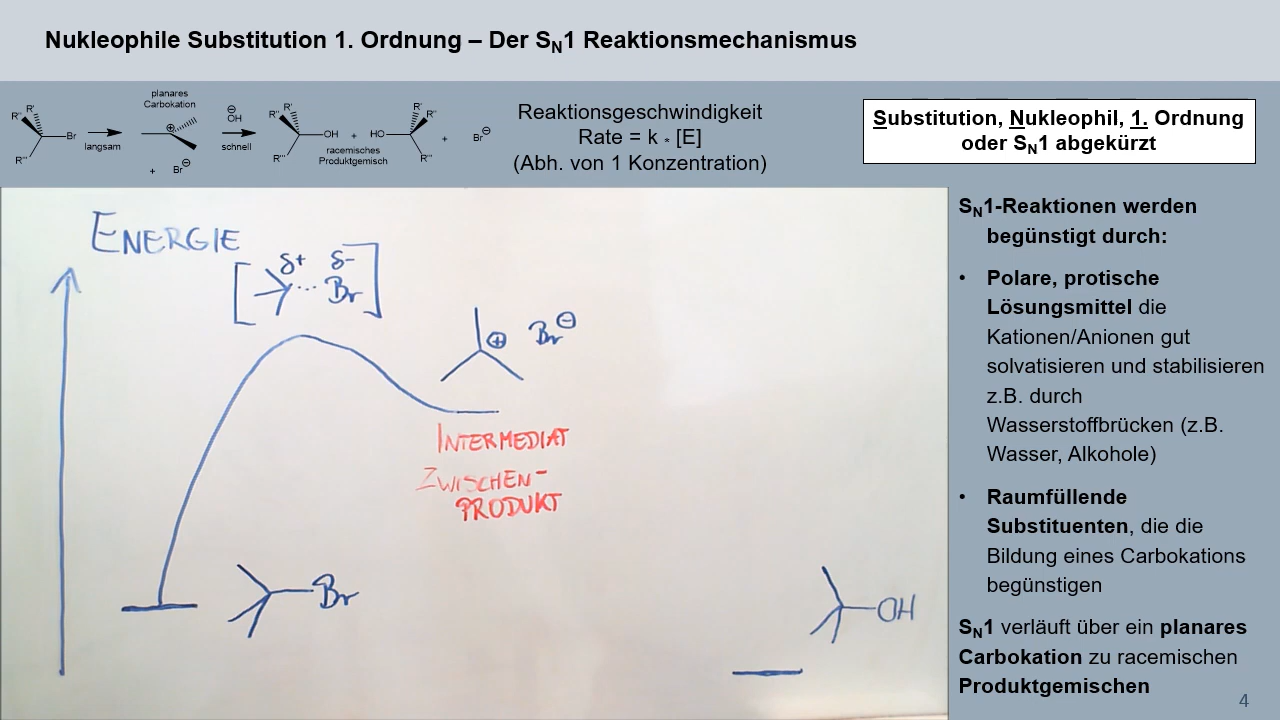 Nukleophile Substitution 1. Ordnung – Der SN1 Reaktionsmechanismus
R'
R''
R'''
Br
langsam
planares
Carbokation
⊕
+ Br⊖
⊖
OH
schnell
R'
R''
R'''
OH
+
HO
R'
R''
R'''
racemisches
Produktgemisch
+ Br⊖
Reaktionsgeschwindigkeit
Rate = k * [E]
(Abh. von 1 Konzentration)
Substitution, Nukleophil, 1. Ordnung
oder SN1 abgekürzt
ENERGIE
δ+ δ-
Br
⊕ Br⊖
INTERMEDIAT
ZWISCHEN-
PRODUKT
Br
OH
SN1-Reaktionen werden
begünstigt durch:
• Polare, protische
Lösungsmittel die
Kationen/Anionen gut
solvatisieren und stabilisieren
z.B. durch
Wasserstoffbrücken (z.B.
Wasser, Alkohole)
• Raumfüllende
Substituenten, die die
Bildung eines Carbokations
begünstigen
SN1 verläuft über ein planares
Carbokation zu racemischen
Produktgemischen
4